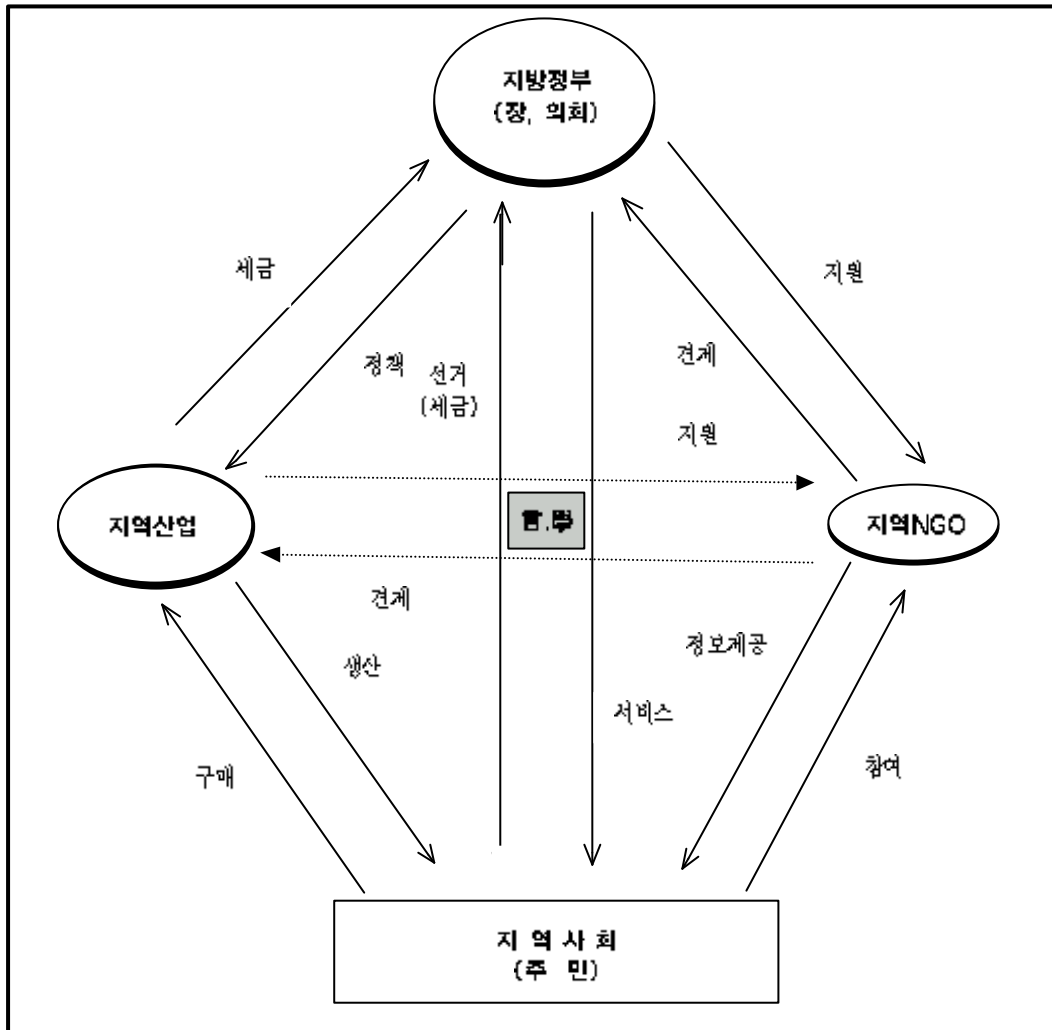 지방정부
(장, 의회)
세금
지원
정책
선거
(세금)
견제
지원
지역산업
지역NGO
견제
생산
정보제공
서비스
구매
참여
지 역 사 회
(주 민)